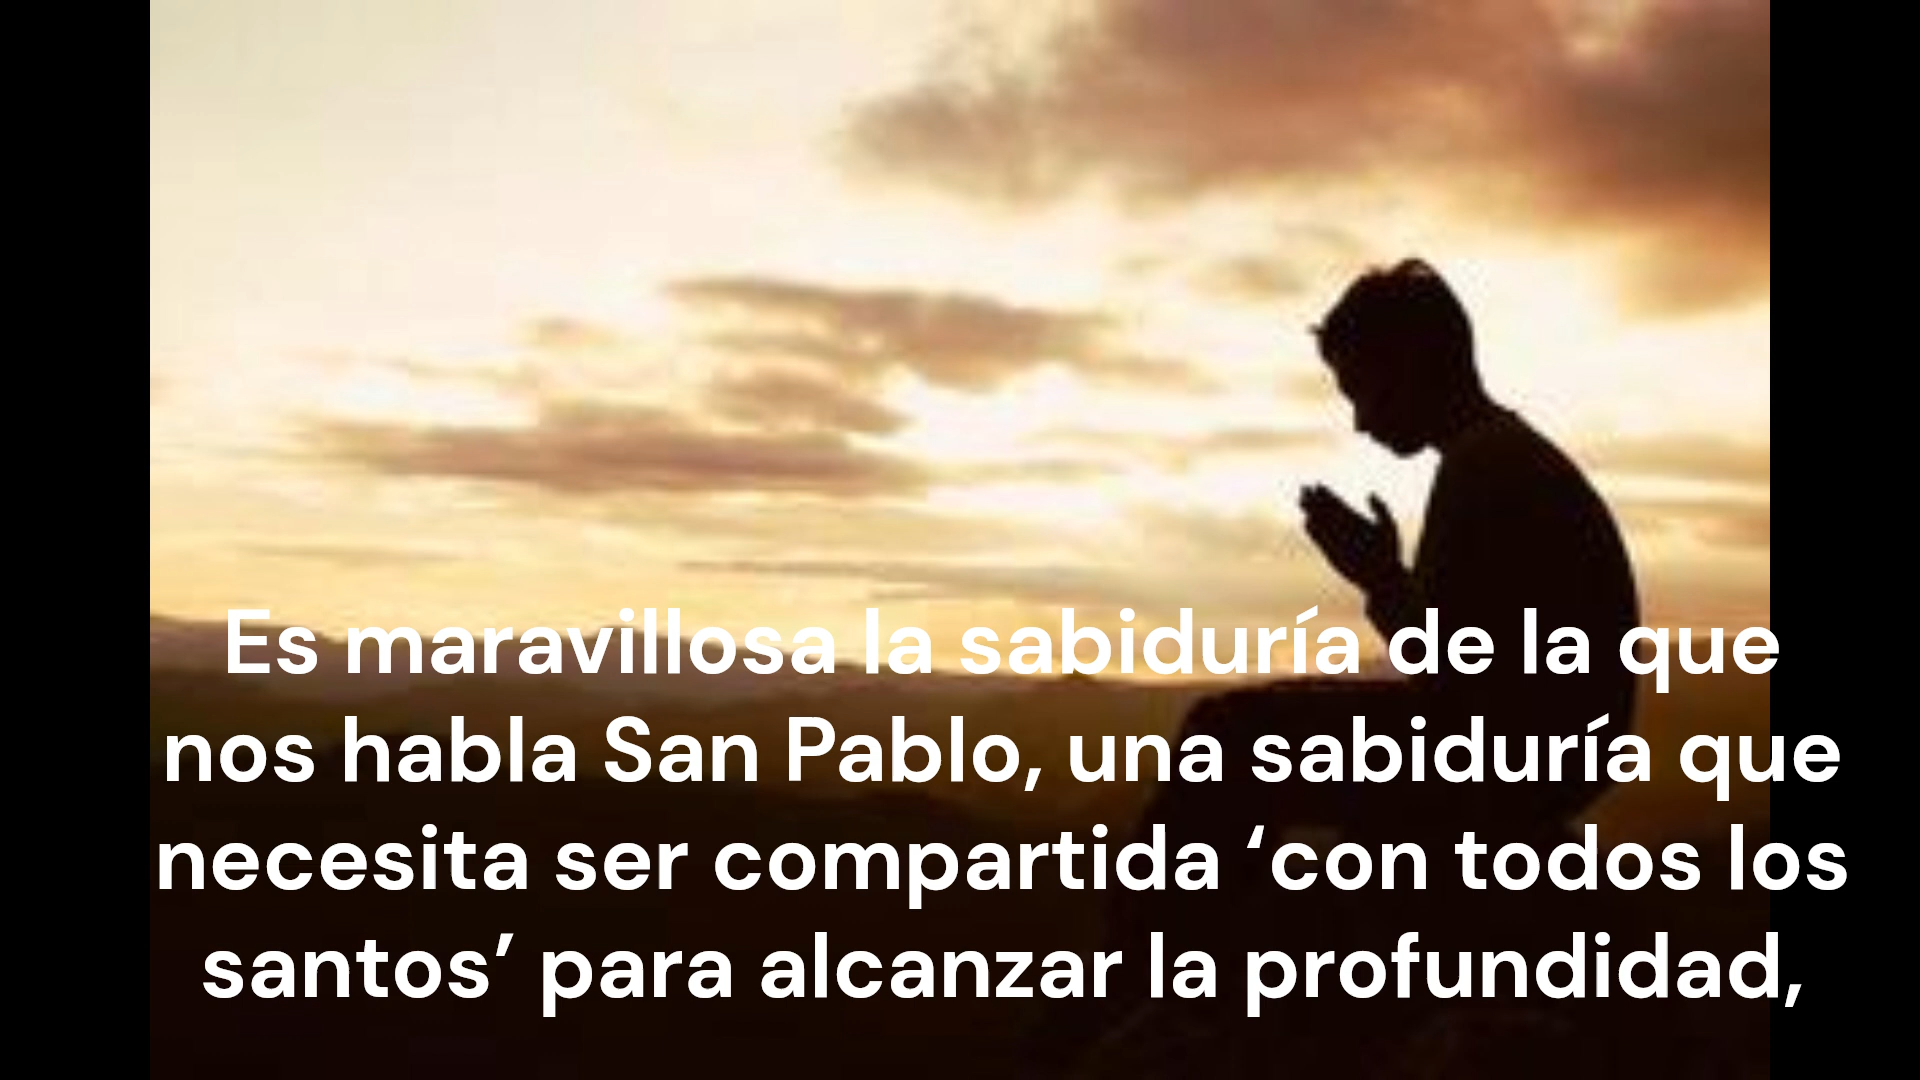 Es maravillosa la sabiduría de la que
nos habla San Pablo, una sabiduría que
necesita ser compartida ‘con todos los
santos’ para alcanzar la profundidad,